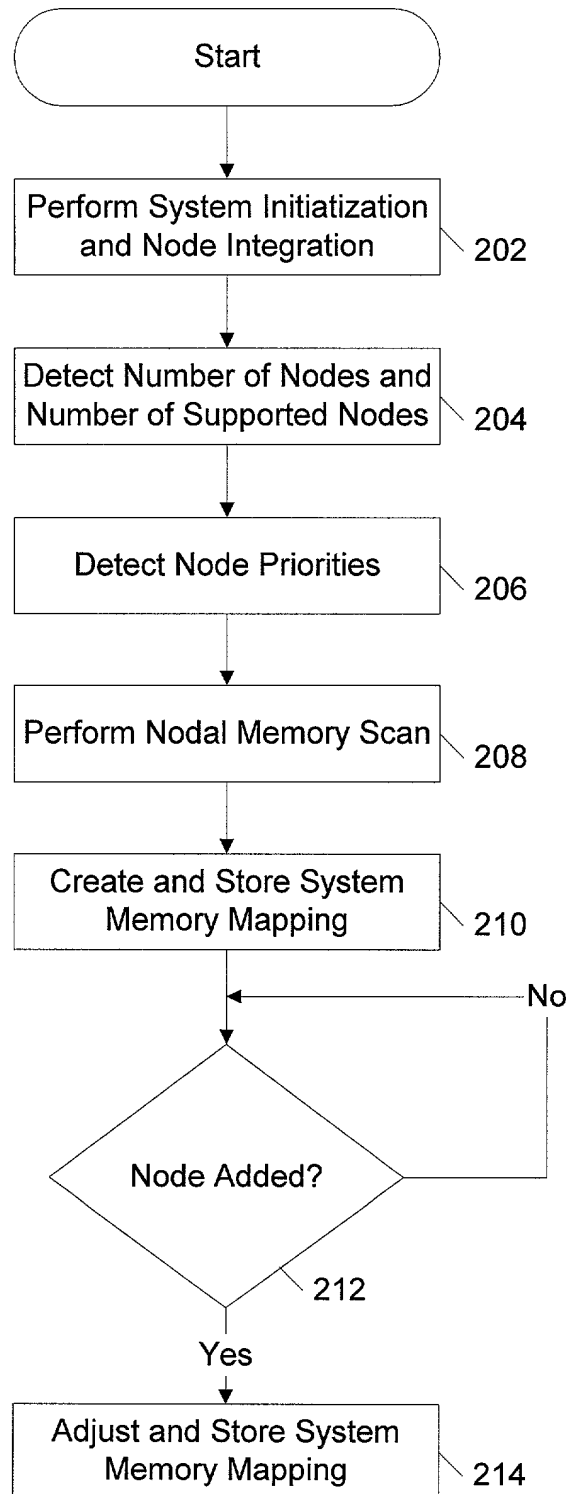 Start
Perform System Initiatization
and Node Integration
202
Detect Number of Nodes and
Number of Supported Nodes
204
Detect Node Priorities
206
Perform Nodal Memory Scan
208
Create and Store System
Memory Mapping
210
No
Node Added?
212
Yes
Adjust and Store System
Memory Mapping
214